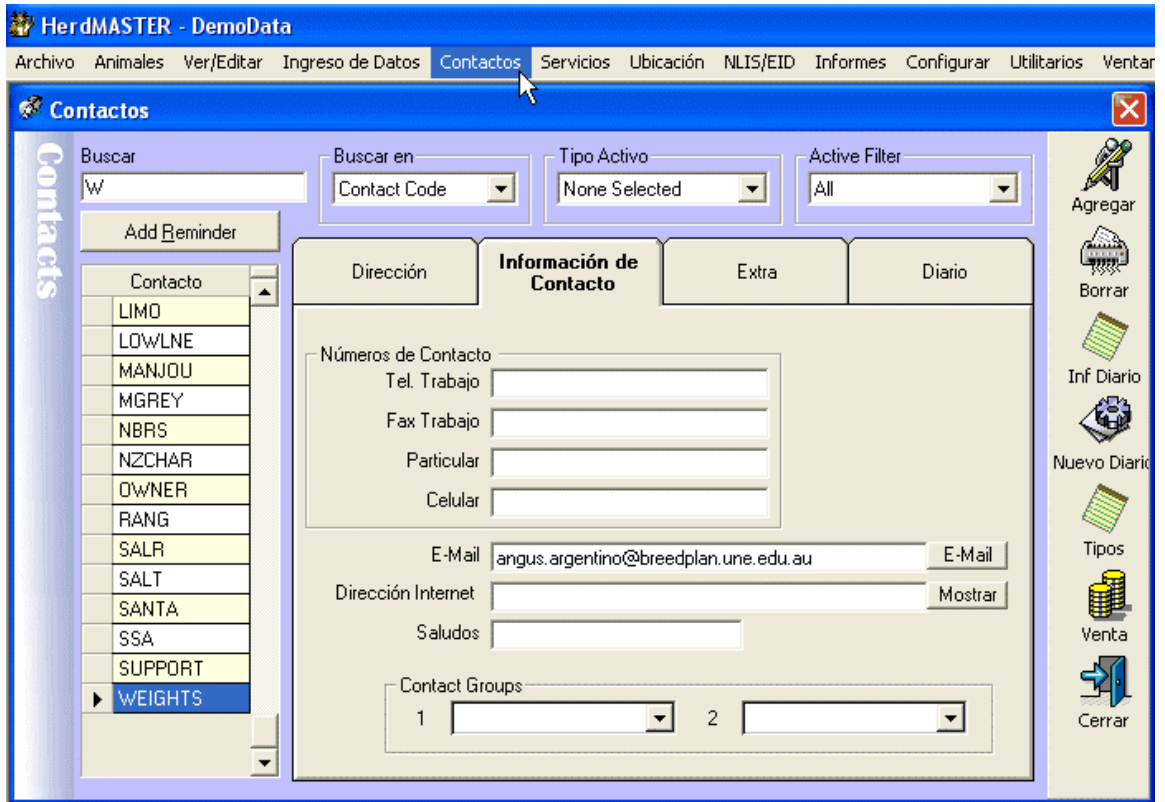 HerdMASTER - DemoData
Archivo Animales Ver/Editar Ingreso de Datos Contactos Servicios Ubicación NLIS/EID Informes Configurar Utilitarios Ventar
Contactos
Contacts
Buscar
W
Buscar en
Contact Code
Tipo Activo
None Selected
Active Filter
All
Add Reminder
Contacto
LIMO
LOWLNE
MANJOU
MGREY
NBRS
NZCHAR
OWNER
RANG
SALR
SALT
SANTA
SSA
SUPPORT
WEIGHTS
Dirección
Información de
Contacto
Extra
Diario
Números de Contacto
Tel. Trabajo
Fax Trabajo
Particular
Celular
E-Mail angus.argentino@breedplan.une.edu.au E-Mail
Dirección Internet Mostrar
Saludos
Contact Groups
1 2
Agregar
Borrar
Inf Diario
Nuevo Diario
Tipos
Venta
Cerrar